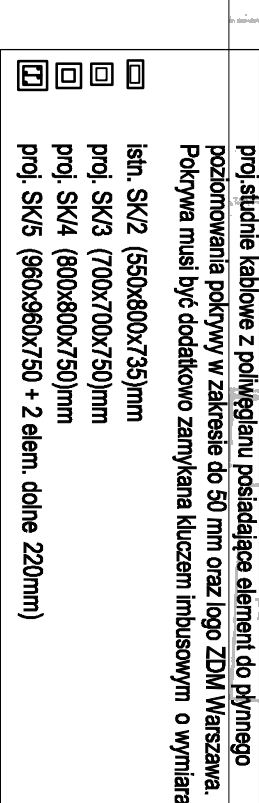 proj.studnie kablowe z poliwęglanu posiadające element do płynnego
poziomowania pokrywy w zakresie do 50 mm oraz logo ZDM Warszawa.
Pokrywa musi być dodatkowo zamykana kluczem imbusowym o wymiara
istn. SK/2 (550x800x735)mm
proj. SK/3 (700x700x750)mm
proj. SK/4 (800x800x750)mm
proj. SK/5 (960x960x750 + 2 elem. dolne 220mm)